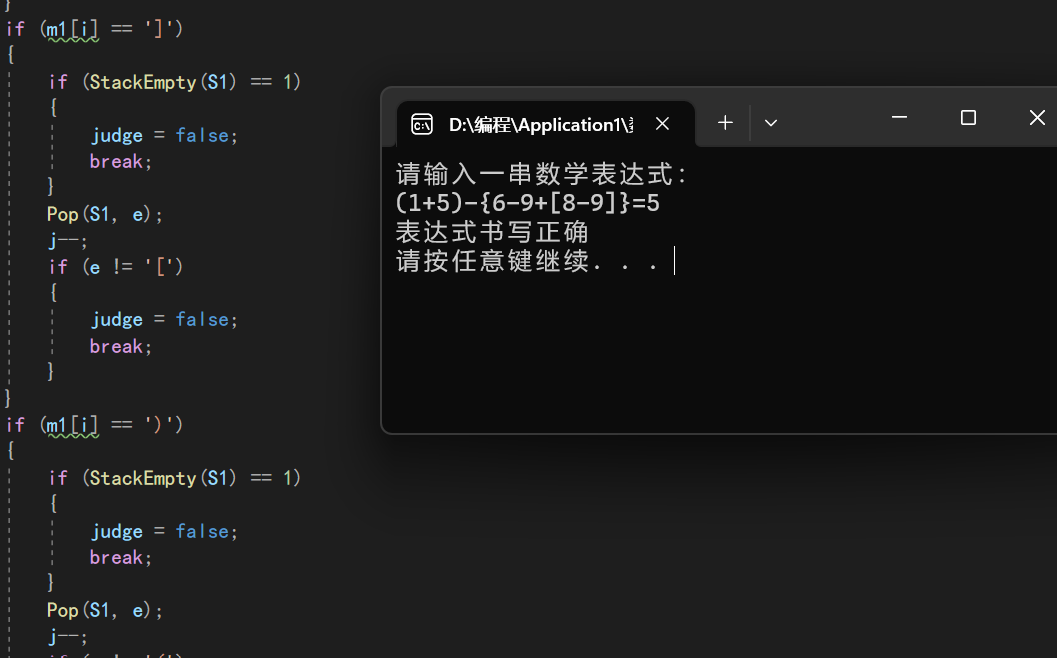 }
if (m1[i] == ']')
{
if (StackEmpty(S1) == 1)
{
judge = false;
break;
}
Pop(S1, e);
j--;
if (e != '[')
{
judge = false;
break;
}
}
if (m1[i] == ')')
{
if (StackEmpty(S1) == 1)
{
judge = false;
break;
}
Pop(S1, e);
j--;
D:\编程\Application1\
请输入一串数学表达式：
(1+5)-{6-9+[8-9]}=5
表达式书写正确
请按任意键继续. . .